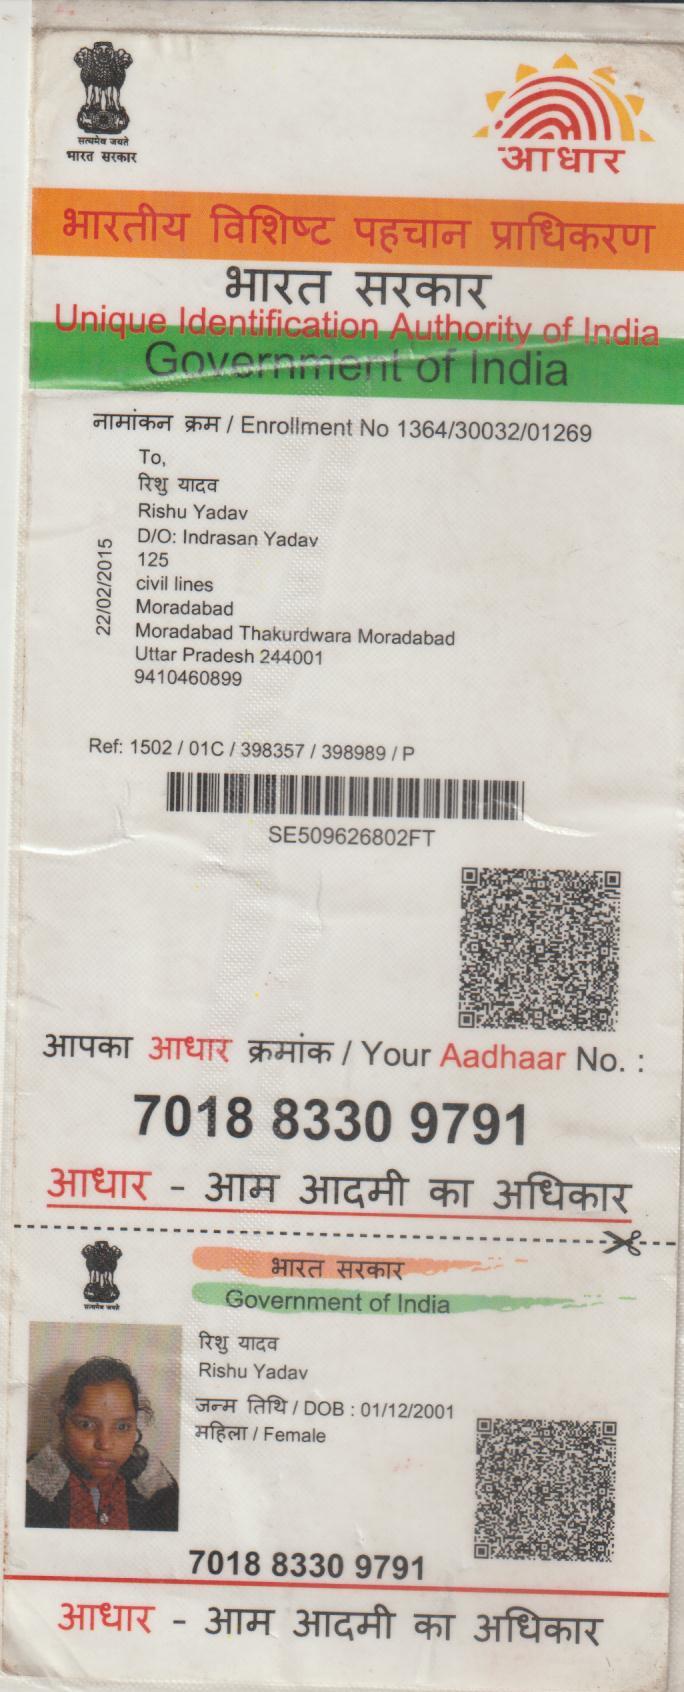 सत्यमेव जयते
भारत सरकार
आधार
भारतीय विशिष्ट पहचान प्राधिकरण
भारत सरकार
Unique Identification Authority of India
Government of India
नामांकन क्रम / Enrollment No 1364/30032/01269
To,
रिशु यादव
Rishu Yadav
D/O: Indrasan Yadav
125
civil lines
Moradabad
Moradabad Thakurdwara Moradabad
Uttar Pradesh 244001
9410460899
22/02/2015
Ref: 1502 / 01C / 398357 / 398989 / P
SE509626802FT
आपका आधार क्रमांक / Your Aadhaar No. :
7018 8330 9791
आधार - आम आदमी का अधिकार
सत्यमेव जयते
भारत सरकार
Government of India
रिशु यादव
Rishu Yadav
जन्म तिथि / DOB : 01/12/2001
महिला / Female
7018 8330 9791
आधार - आम आदमी का अधिकार